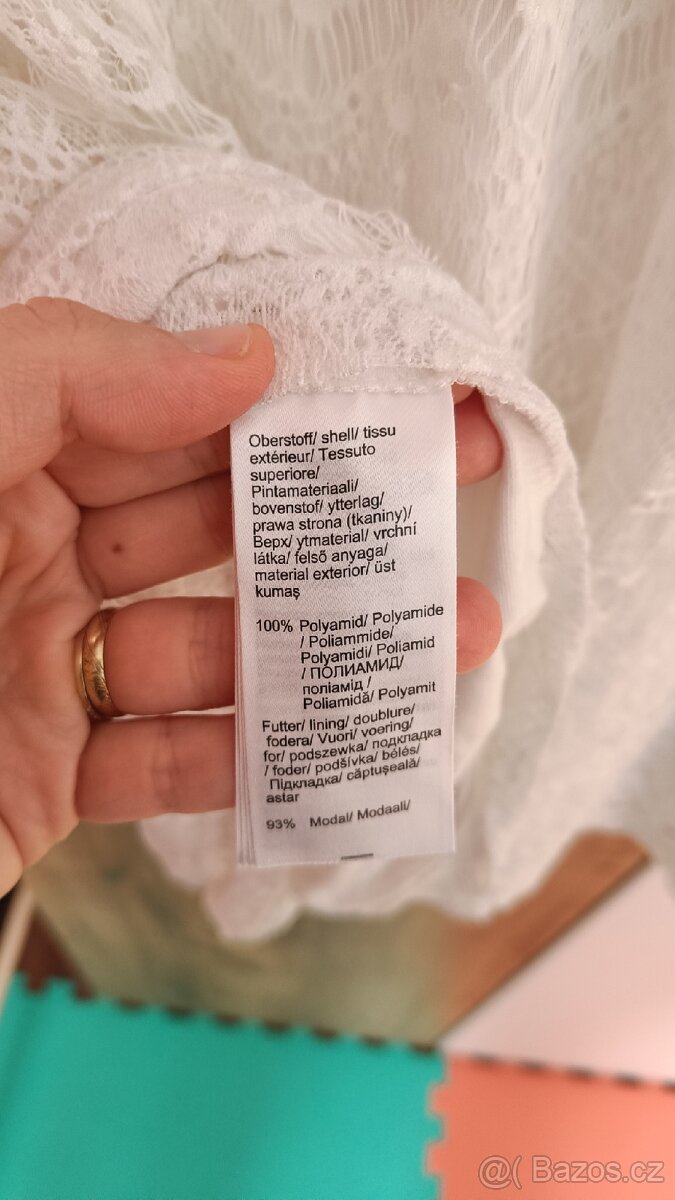 Oberstoff/ shell/ tissu
extérieur/ Tessuto
superiore/
Pintamateriaali/
bovenstof/ ytterlag/
prawa strona (tkaniny)/
Верх/ ytmaterial/ vrchní
látka/ felső anyaga/
material exterior/ üst
kumaş
100% Polyamid/ Polyamide
/ Poliammide/
Polyamidi/ Poliamid
/ ПОЛИАМИД/
поліамід /
Poliamidă/ Polyamit
Futter/ lining/ doublure/
fodera/ Vuori/ voering/
for/ podszewka/ подкладка
/ foder/ podšívka/ bélés/
Підкладка/ căptuşeală/
astar
93% Modal/ Modaali/
@( Bazos.cz